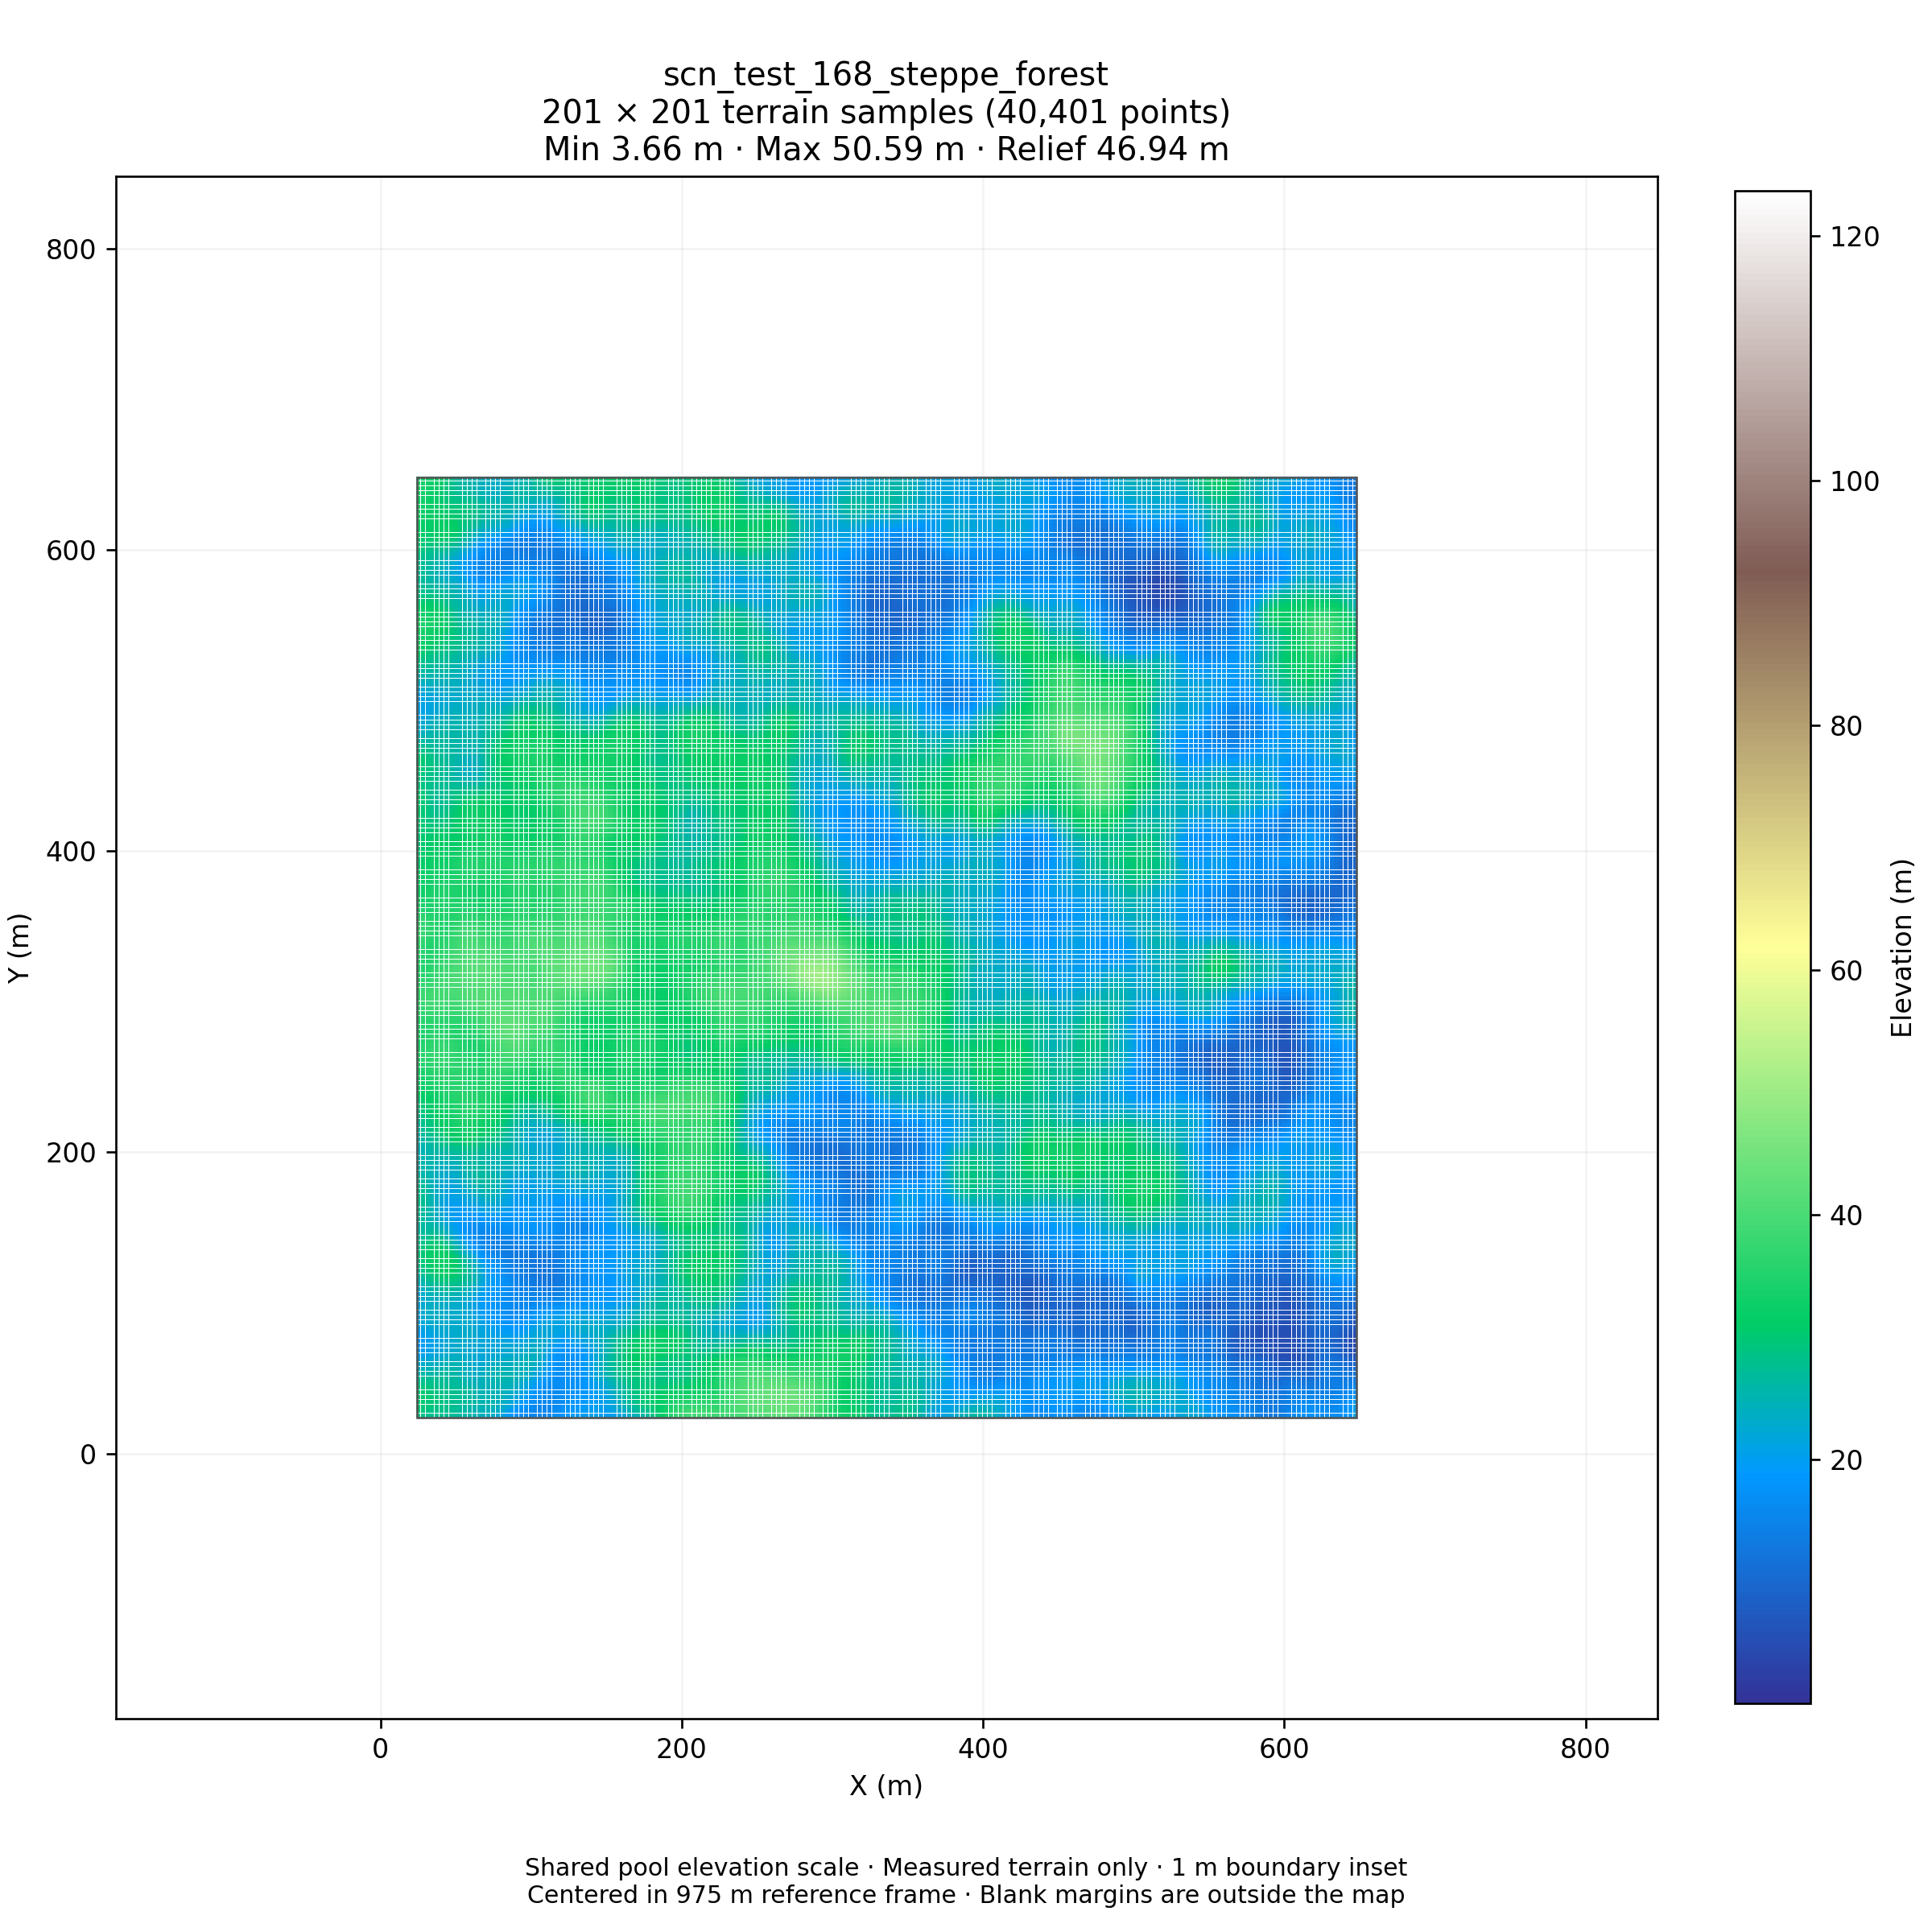 scn_test_168_steppe_forest
201 × 201 terrain samples (40,401 points)
Min 3.66 m · Max 50.59 m · Relief 46.94 m
800
600
400
200
0
Y (m)
0
200
400
600
800
X (m)
120
100
80
60
40
20
Elevation (m)
Shared pool elevation scale · Measured terrain only · 1 m boundary inset
Centered in 975 m reference frame · Blank margins are outside the map